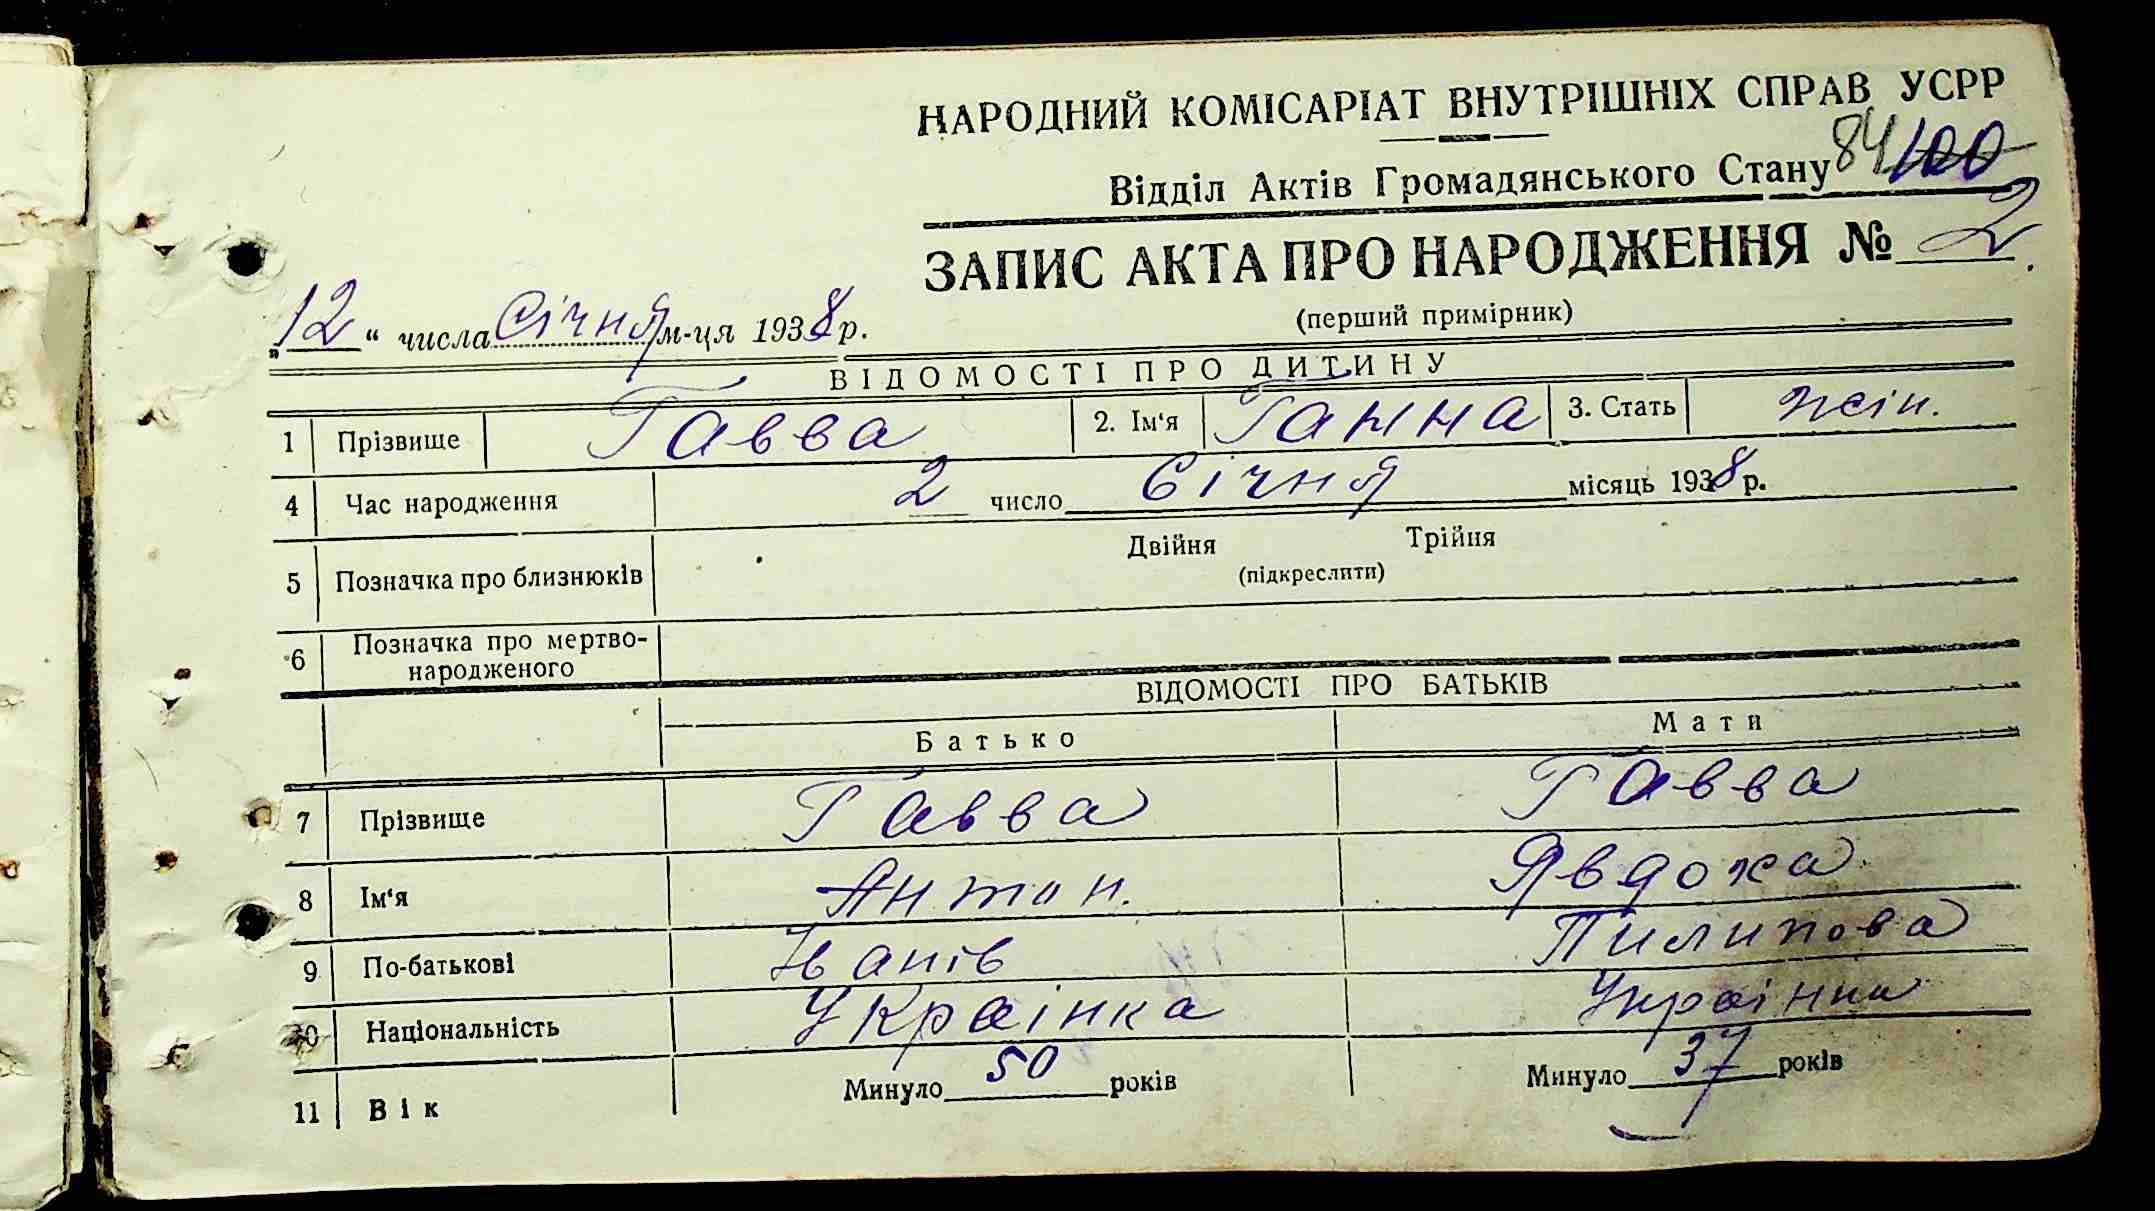 НАРОДНИЙ КОМІСАРІАТ ВНУТРІШНІХ СПРАВ УСРР
84 100
Відділ Актів Громадянського Стану
ЗАПИС АКТА ПРО НАРОДЖЕННЯ № 2
(перший примірник)
„12“ числа Січня м-ця 1938 р.
ВІДОМОСТІ ПРО ДИТИНУ
1 Прізвище Гавва 2. Ім‘я Ганна 3. Стать жін.
4 Час народження 2 число Січня місяць 1938 р.
5 Позначка про близнюків Двійня Трійня
(підкреслити)
6 Позначка про мертво-
народженого
ВІДОМОСТІ ПРО БАТЬКІВ
Батько Мати
7 Прізвище Гавва Гавва
8 Ім‘я Антон. Явдоха
9 По-батькові Іванів Пилипова
10 Національність Українка Українка
11 Вік Минуло 50 років Минуло 37 років